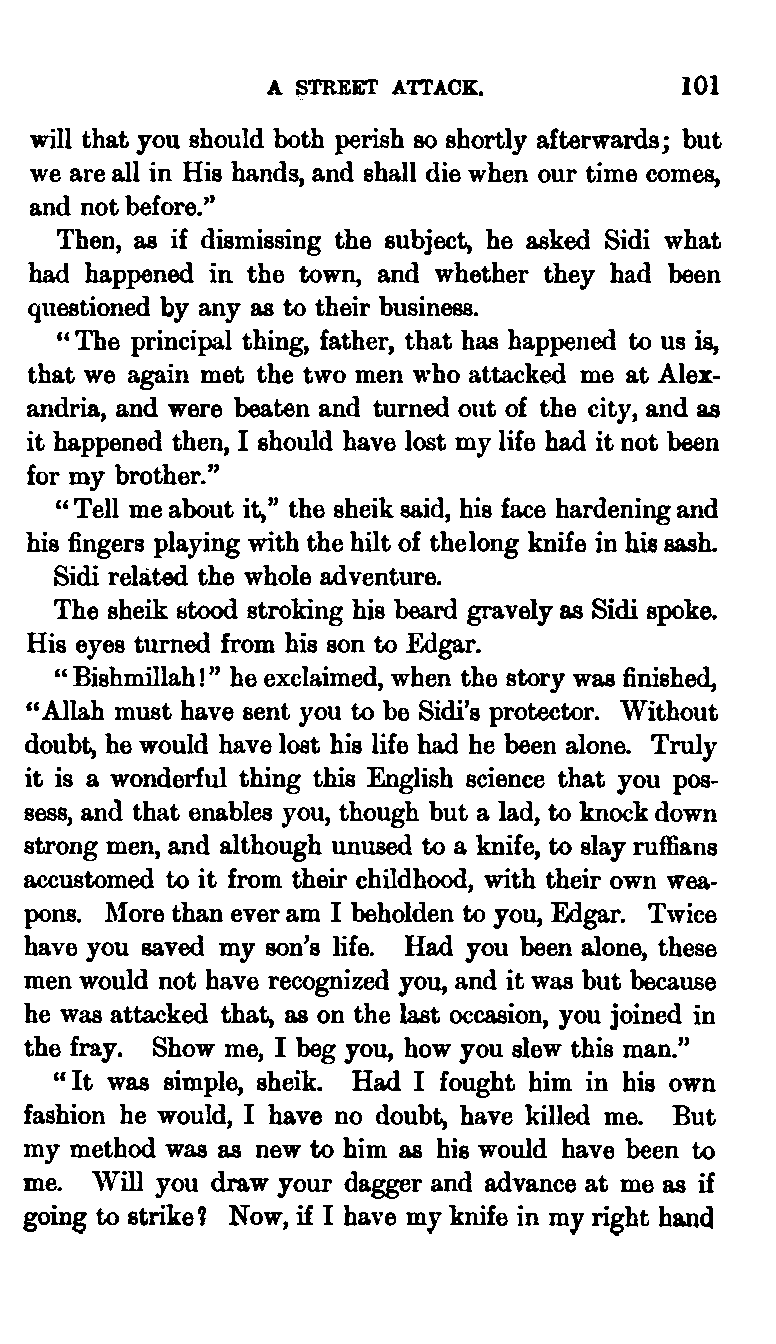 A STREET ATTACK. 101
will that you should both perish so shortly afterwards; but
we are all in His hands, and shall die when our time comes,
and not before."
Then, as if dismissing the subject, he asked Sidi what
had happened in the town, and whether they had been
questioned by any as to their business.
"The principal thing, father, that has happened to us is,
that we again met the two men who attacked me at Alex-
andria, and were beaten and turned out of the city, and as
it happened then, I should have lost my life had it not been
for my brother."
"Tell me about it," the sheik said, his face hardening and
his fingers playing with the hilt of thelong knife in his sash.
Sidi related the whole adventure.
The sheik stood stroking his beard gravely as Sidi spoke.
His eyes turned from his son to Edgar.
"Bishmillah!" he exclaimed, when the story was finished,
"Allah must have sent you to be Sidi's protector. Without
doubt, he would have lost his life had he been alone. Truly
it is a wonderful thing this English science that you pos-
sess, and that enables you, though but a lad, to knock down
strong men, and although unused to a knife, to slay ruffians
accustomed to it from their childhood, with their own wea-
pons. More than ever am I beholden to you, Edgar. Twice
have you saved my son's life. Had you been alone, these
men would not have recognized you, and it was but because
he was attacked that, as on the last occasion, you joined in
the fray. Show me, I beg you, how you slew this man."
"It was simple, sheik. Had I fought him in his own
fashion he would, I have no doubt, have killed me. But
my method was as new to him as his would have been to
me. Will you draw your dagger and advance at me as if
going to strike? Now, if I have my knife in my right hand